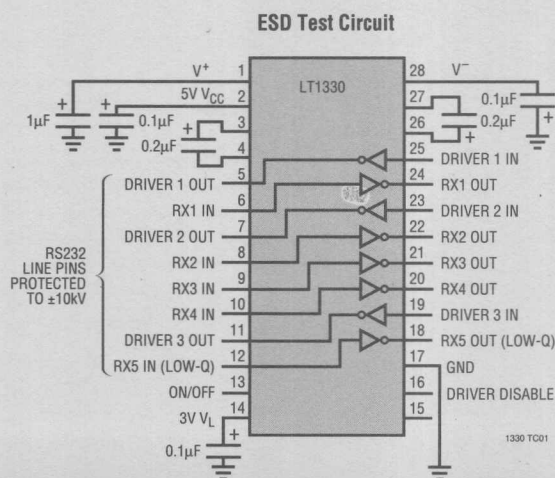 ESD Test Circuit
LT1330
V+
1
5V VCC
2
3
4
+
1μF
+
0.1μF
+
0.2μF
DRIVER 1 OUT
5
RX1 IN
6
DRIVER 2 OUT
7
RX2 IN
8
RX3 IN
9
RX4 IN
10
DRIVER 3 OUT
11
RX5 IN (LOW-Q)
12
ON/OFF
13
3V VL
14
+
0.1μF
RS232
LINE PINS
PROTECTED
TO ±10kV
28
V−
27
26
0.1μF
+
0.2μF
+
25
DRIVER 1 IN
24
RX1 OUT
23
DRIVER 2 IN
22
RX2 OUT
21
RX3 OUT
20
RX4 OUT
19
DRIVER 3 IN
18
RX5 OUT (LOW-Q)
17
GND
16
DRIVER DISABLE
15
1330 TC01